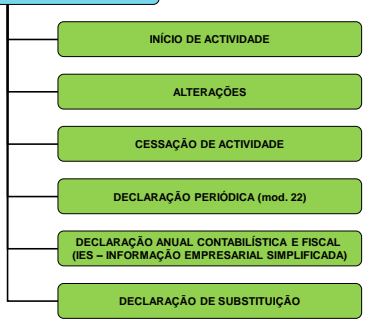 INÍCIO DE ACTIVIDADE
ALTERAÇÕES
CESSAÇÃO DE ACTIVIDADE
DECLARAÇÃO PERIÓDICA (mod. 22)
DECLARAÇÃO ANUAL CONTABILÍSTICA E FISCAL
(IES – INFORMAÇÃO EMPRESARIAL SIMPLIFICADA)
DECLARAÇÃO DE SUBSTITUIÇÃO